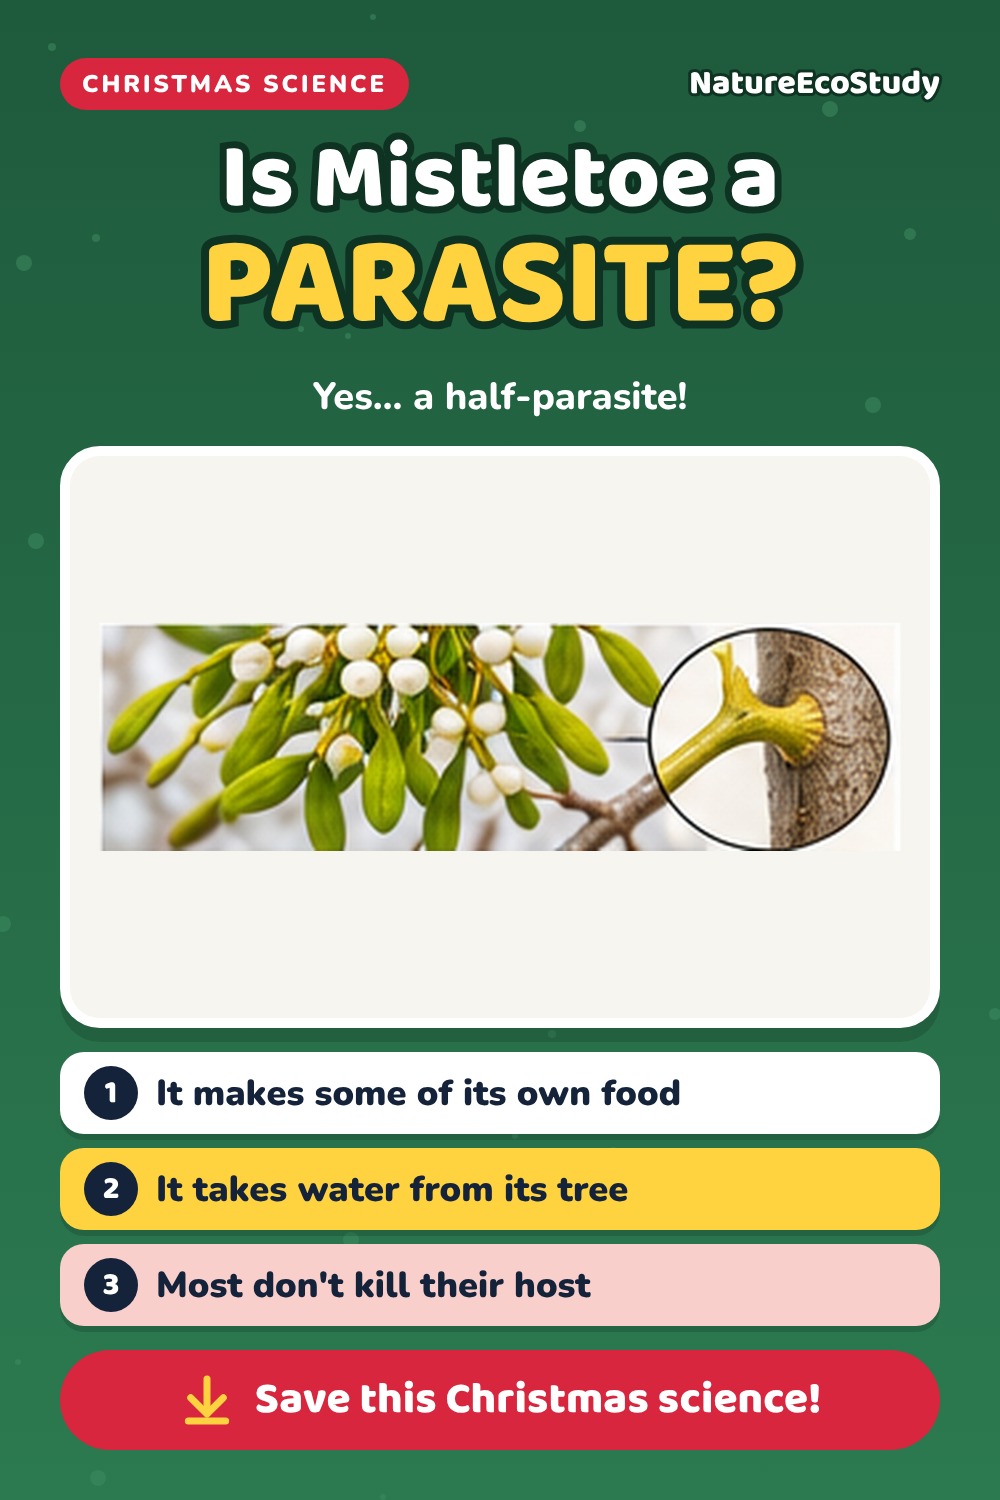 CHRISTMAS SCIENCE
NatureEcoStudy
Is Mistletoe a
PARASITE?
Yes... a half-parasite!
1 It makes some of its own food
2 It takes water from its tree
3 Most don't kill their host
Save this Christmas science!